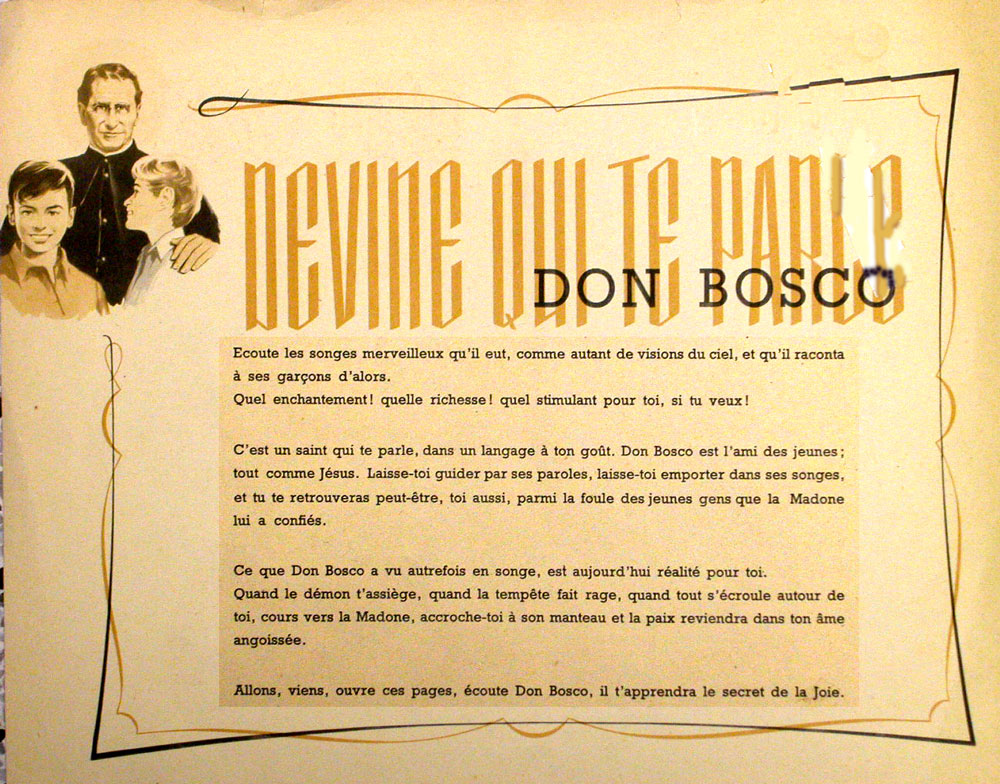 DEVINE QUI TE PARLE
DON BOSCO
Ecoute les songes merveilleux qu'il eut, comme autant de visions du ciel, et qu'il raconta
à ses garçons d'alors.
Quel enchantement! quelle richesse! quel stimulant pour toi, si tu veux!
C'est un saint qui te parle, dans un langage à ton goût. Don Bosco est l'ami des jeunes;
tout comme Jésus. Laisse-toi guider par ses paroles, laisse-toi emporter dans ses songes,
et tu te retrouveras peut-être, toi aussi, parmi la foule des jeunes gens que la Madone
lui a confiés.
Ce que Don Bosco a vu autrefois en songe, est aujourd'hui réalité pour toi.
Quand le démon t'assiège, quand la tempête fait rage, quand tout s'écroule autour de
toi, cours vers la Madone, accroche-toi à son manteau et la paix reviendra dans ton âme
angoissée.
Allons, viens, ouvre ces pages, écoute Don Bosco, il t'apprendra le secret de la Joie.